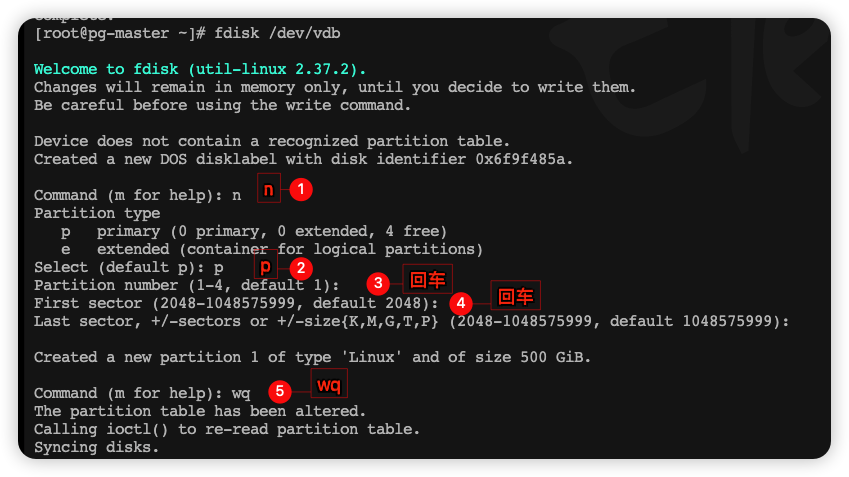 complete.
[root@pg-master ~]# fdisk /dev/vdb
Welcome to fdisk (util-linux 2.37.2).
Changes will remain in memory only, until you decide to write them.
Be careful before using the write command.
Device does not contain a recognized partition table.
Created a new DOS disklabel with disk identifier 0x6f9f485a.
Command (m for help): n n 1
Partition type
p primary (0 primary, 0 extended, 4 free)
e extended (container for logical partitions)
Select (default p): p p 2
Partition number (1-4, default 1): 3 回车
First sector (2048-1048575999, default 2048): 4 回车
Last sector, +/-sectors or +/-size{K,M,G,T,P} (2048-1048575999, default 1048575999):
Created a new partition 1 of type 'Linux' and of size 500 GiB.
Command (m for help): wq 5 wq
The partition table has been altered.
Calling ioctl() to re-read partition table.
Syncing disks.